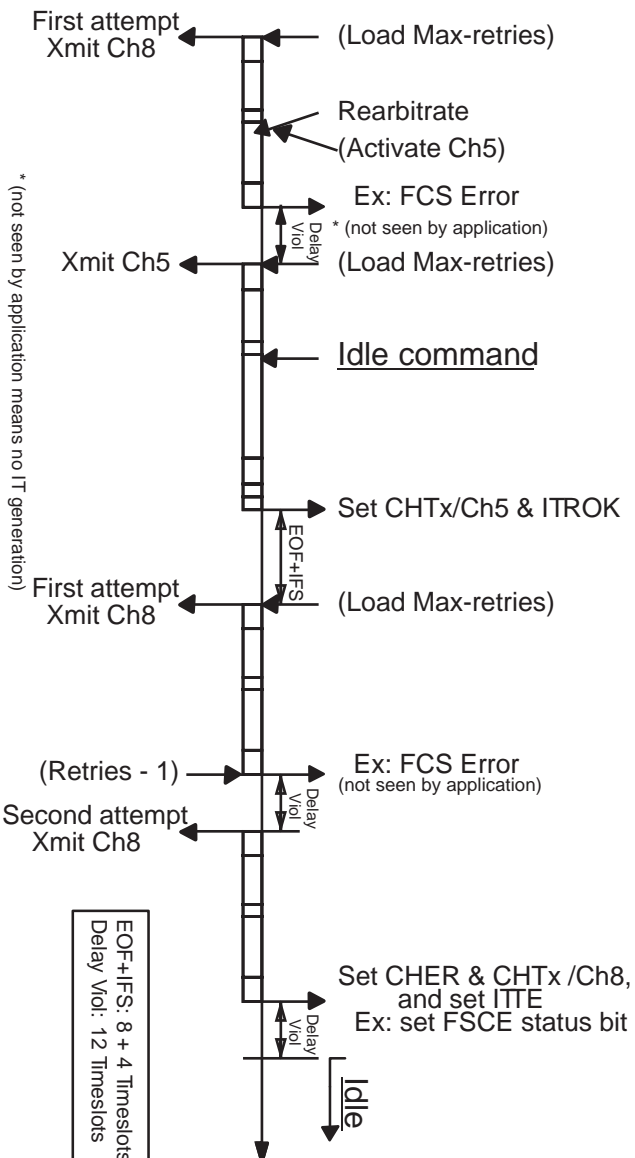 First attempt
Xmit Ch8
(Load Max-retries)
Rearbitrate
(Activate Ch5)
Ex: FCS Error
* (not seen by application)
Delay
Viol
Xmit Ch5
(Load Max-retries)
Idle command
* (not seen by application means no IT generation)
Set CHTx/Ch5 & ITROK
EOF+IFS
First attempt
Xmit Ch8
(Load Max-retries)
(Retries - 1)
Ex: FCS Error
(not seen by application)
Delay
Viol
Second attempt
Xmit Ch8
Set CHER & CHTx /Ch8,
and set ITTE
Ex: set FSCE status bit
Delay
Viol
Idle
EOF+IFS: 8 + 4 Timeslots
Delay Viol: 12 Timeslots